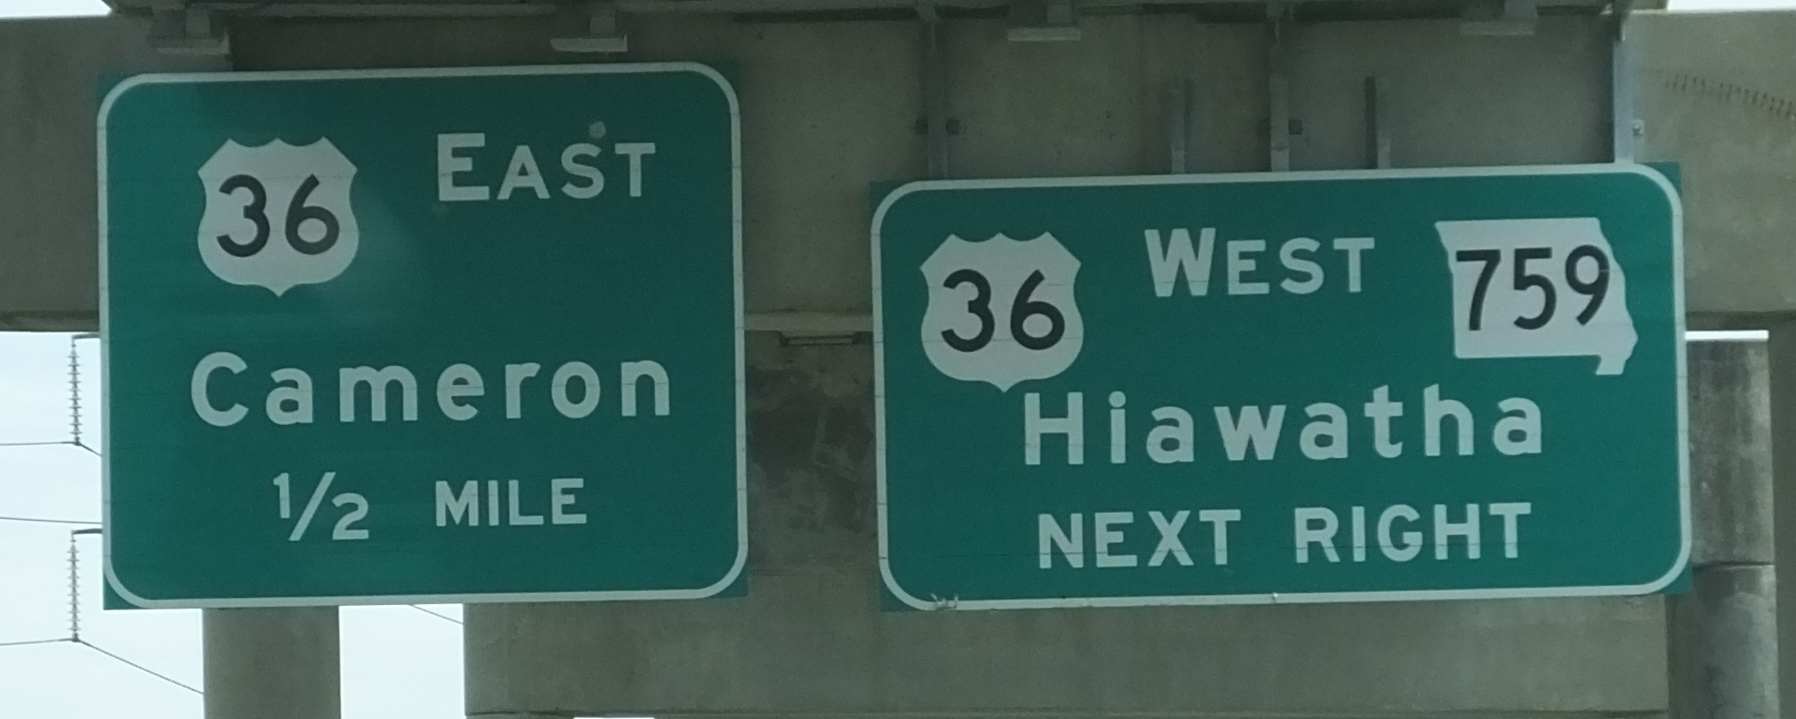 36 EAST
Cameron
1/2 MILE
36 WEST 759
Hiawatha
NEXT RIGHT